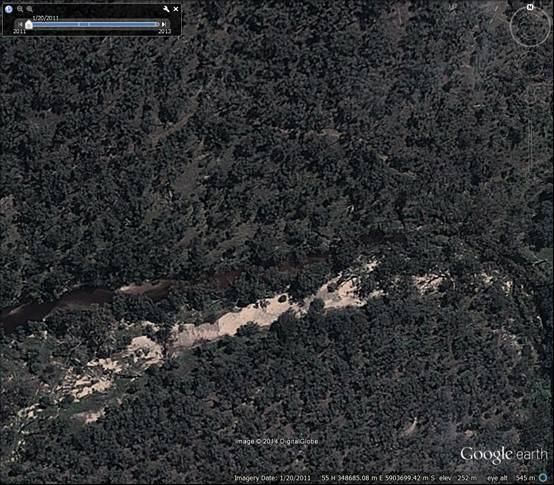 1/20/2011
2011 2013
N
Image © 2014 DigitalGlobe
Google earth
Imagery Date: 1/20/2011 55 H 348685.08 m E 5903699.42 m S elev 252 m eye alt 545 m